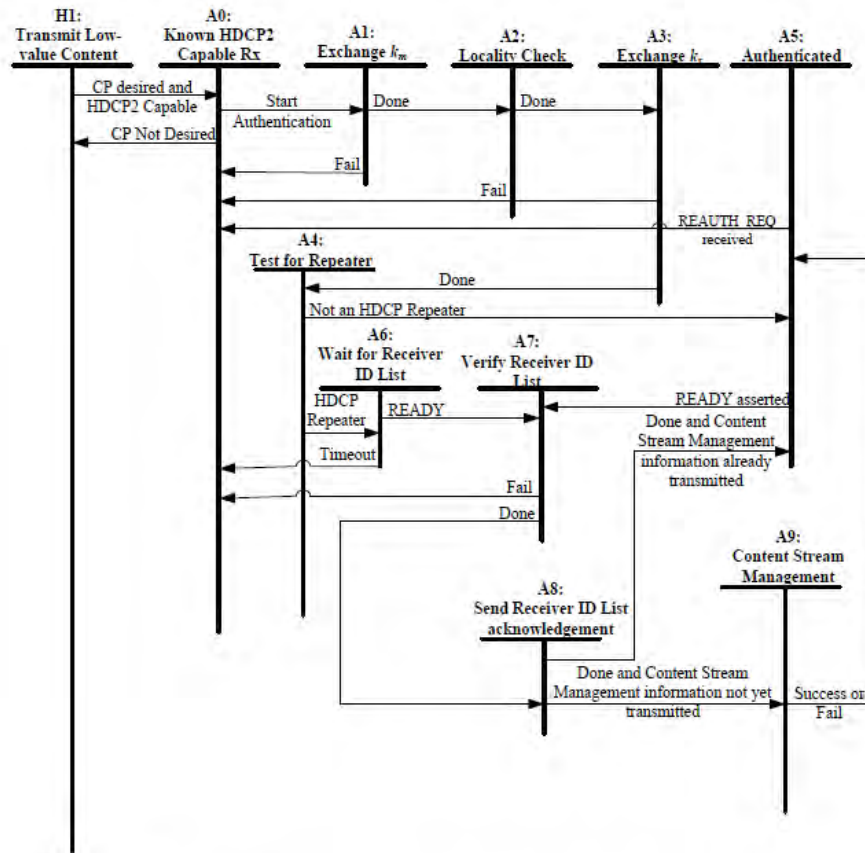 H1:
Transmit Low-
value Content
A0:
Known HDCP2
Capable Rx
A1:
Exchange km
A2:
Locality Check
A3:
Exchange ks
A5:
Authenticated
CP desired and
HDCP2 Capable
Start
Authentication
Done
Done
CP Not Desired
Fail
Fail
REAUTH_REQ
received
A4:
Test for Repeater
Done
Not an HDCP Repeater
A6:
Wait for Receiver
ID List
A7:
Verify Receiver ID
List
HDCP
Repeater
READY
READY asserted
Done and Content
Stream Management
information already
transmitted
Timeout
Fail
Done
A9:
Content Stream
Management
A8:
Send Receiver ID List
acknowledgement
Done and Content Stream
Management information not yet
transmitted
Success or
Fail